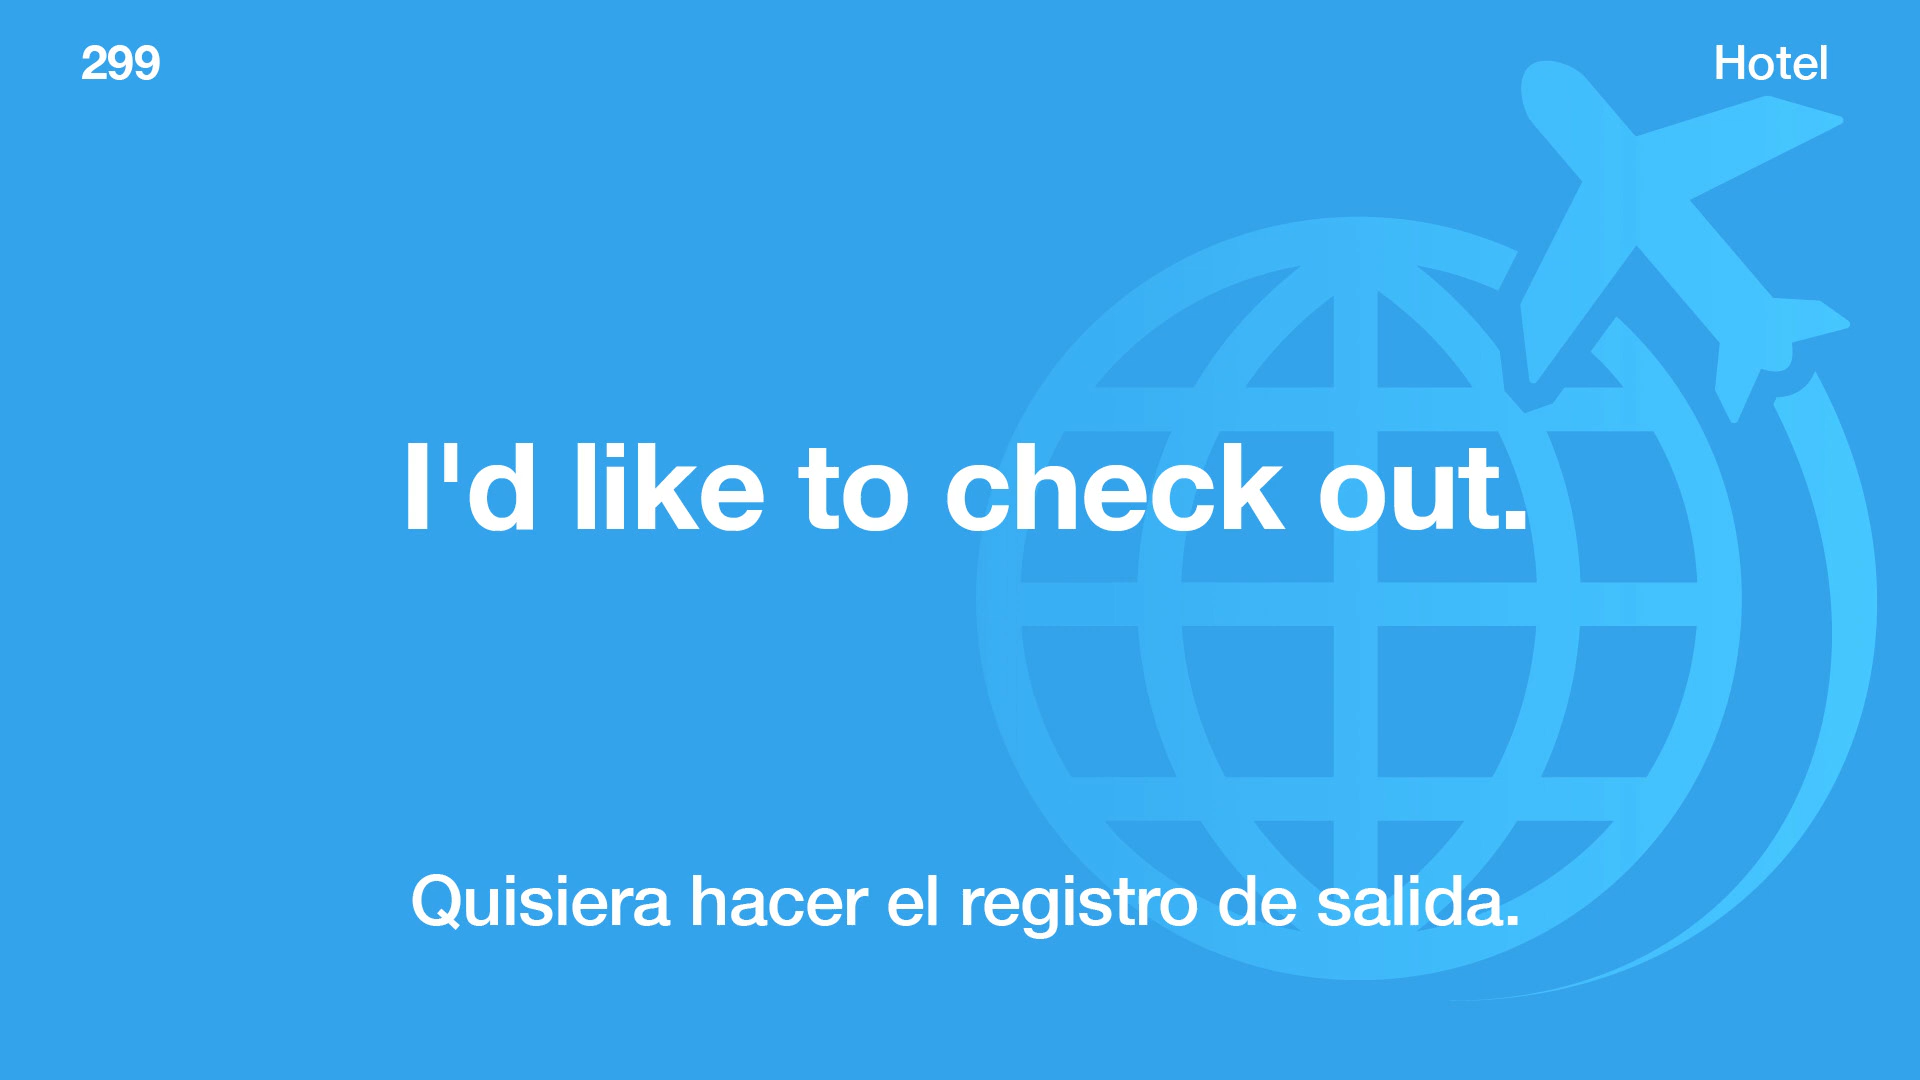 299
Hotel
I'd like to check out.
Quisiera hacer el registro de salida.